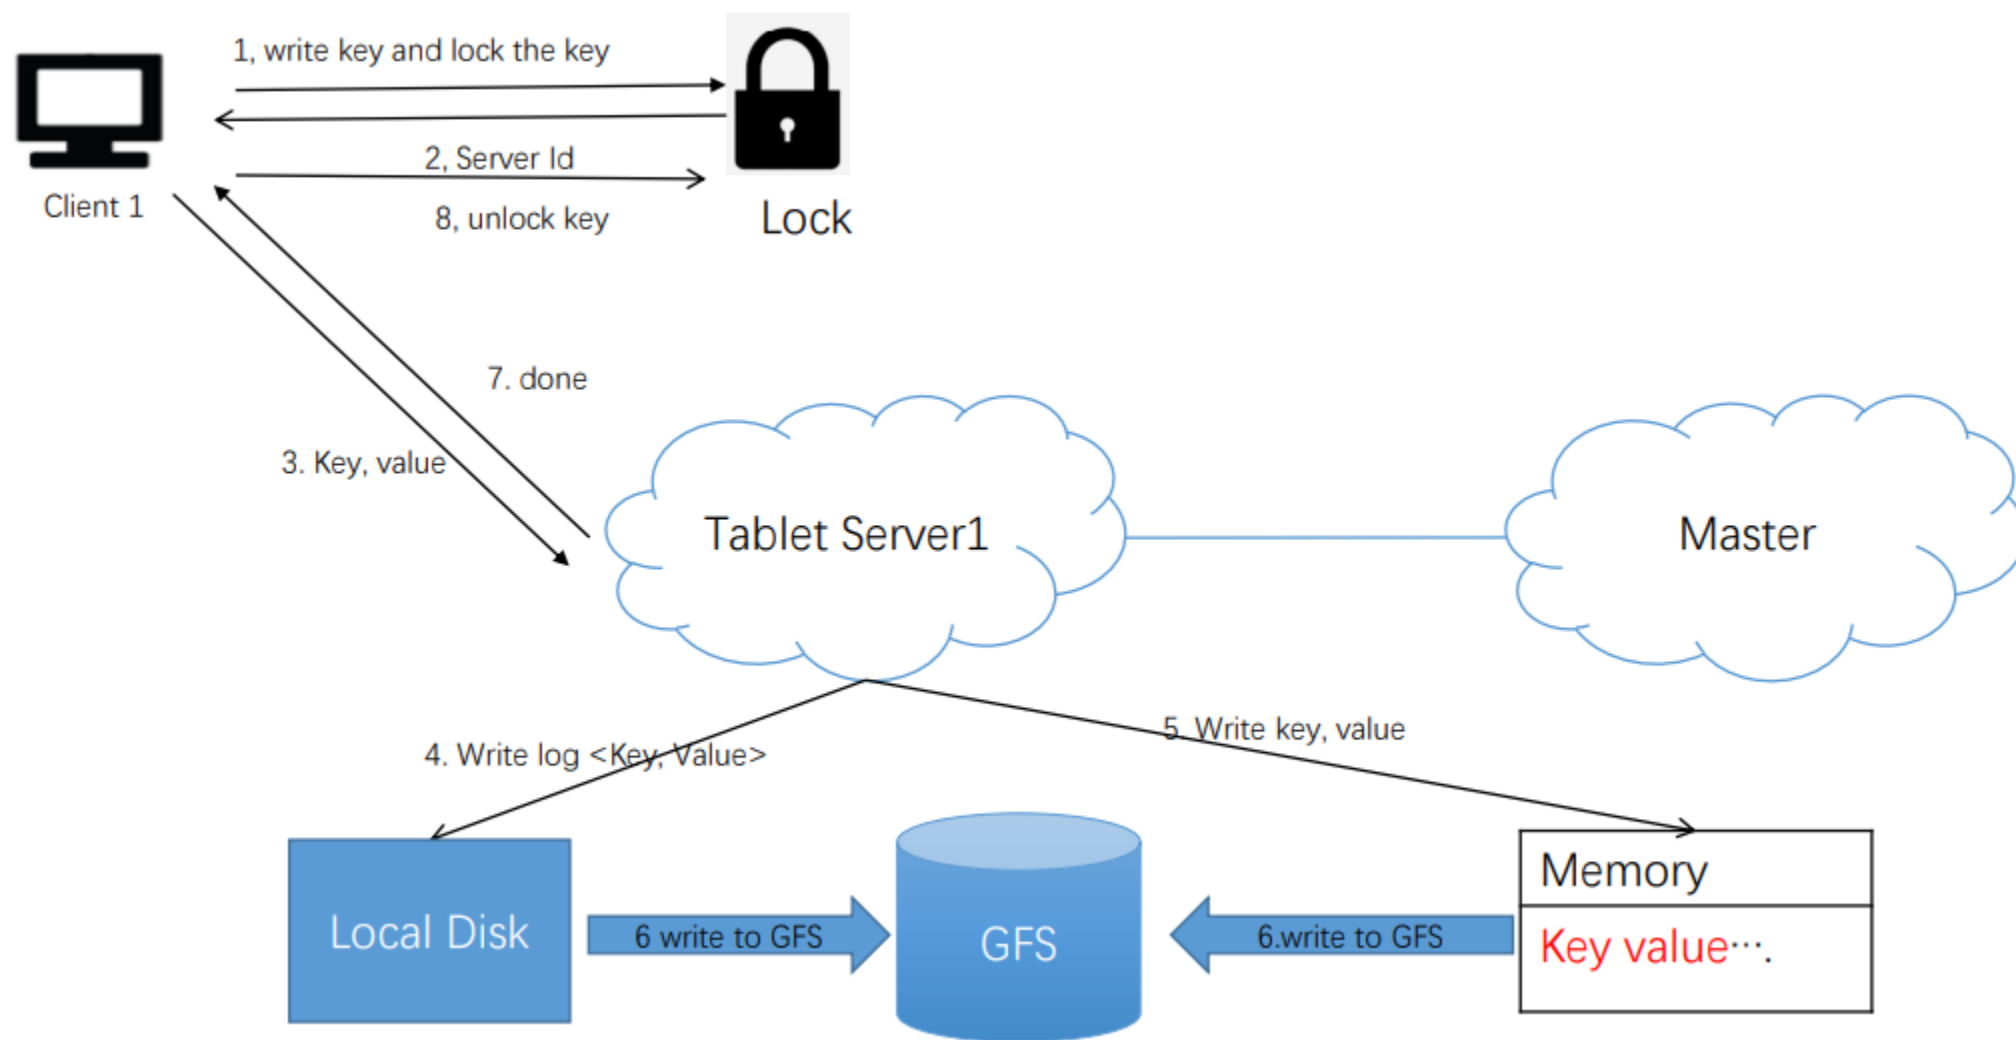 1, write key and lock the key
2, Server Id
Client 1
8, unlock key
Lock
7. done
3. Key, value
Tablet Server1
Master
5. Write key, value
4. Write log <Key, Value>
Memory
Local Disk
6 write to GFS
GFS
6.write to GFS
Key value….